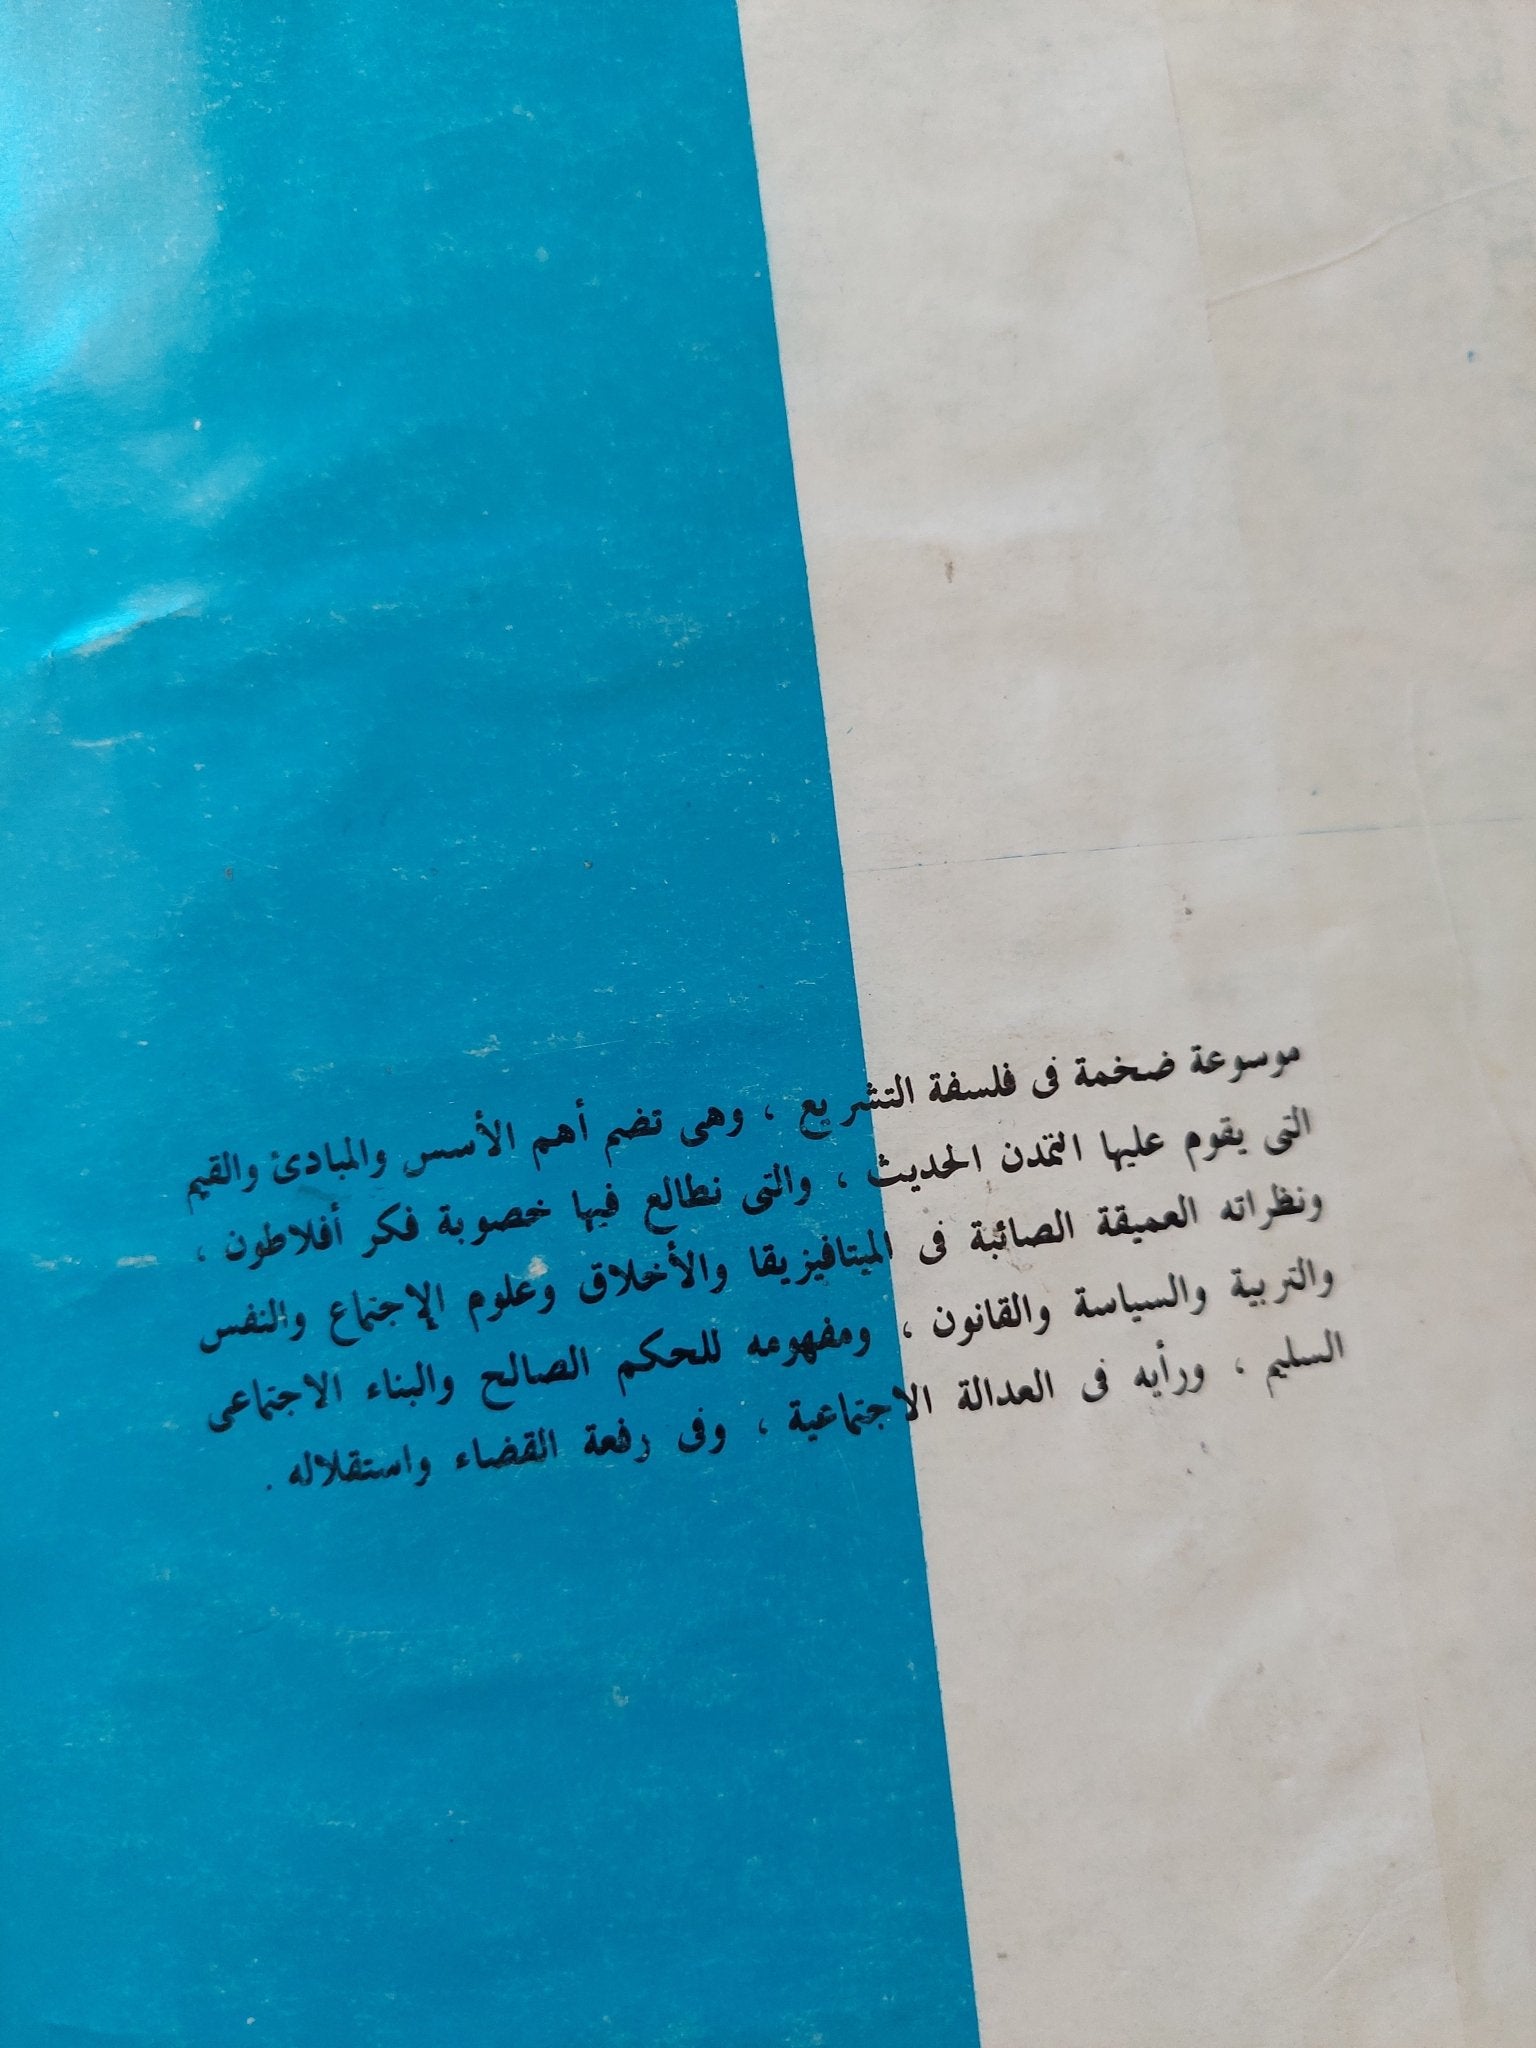 موسوعة ضخمة فى فلسفة التشريع ، وهى تضم أهم الأسس والمبادئ والقيم
التى يقوم عليها التمدن الحديث ، والتى نطالع فيها خصوبة فكر أفلاطون ،
ونظراته العميقة الصائبة فى الميتافيزيقا والأخلاق وعلوم الإجتماع والنفس
والتربية والسياسة والقانون ، ومفهومه للحكم الصالح والبناء الاجتماعى
السليم ، ورأيه فى العدالة الاجتماعية ، وفى رفعة القضاء واستقلاله .